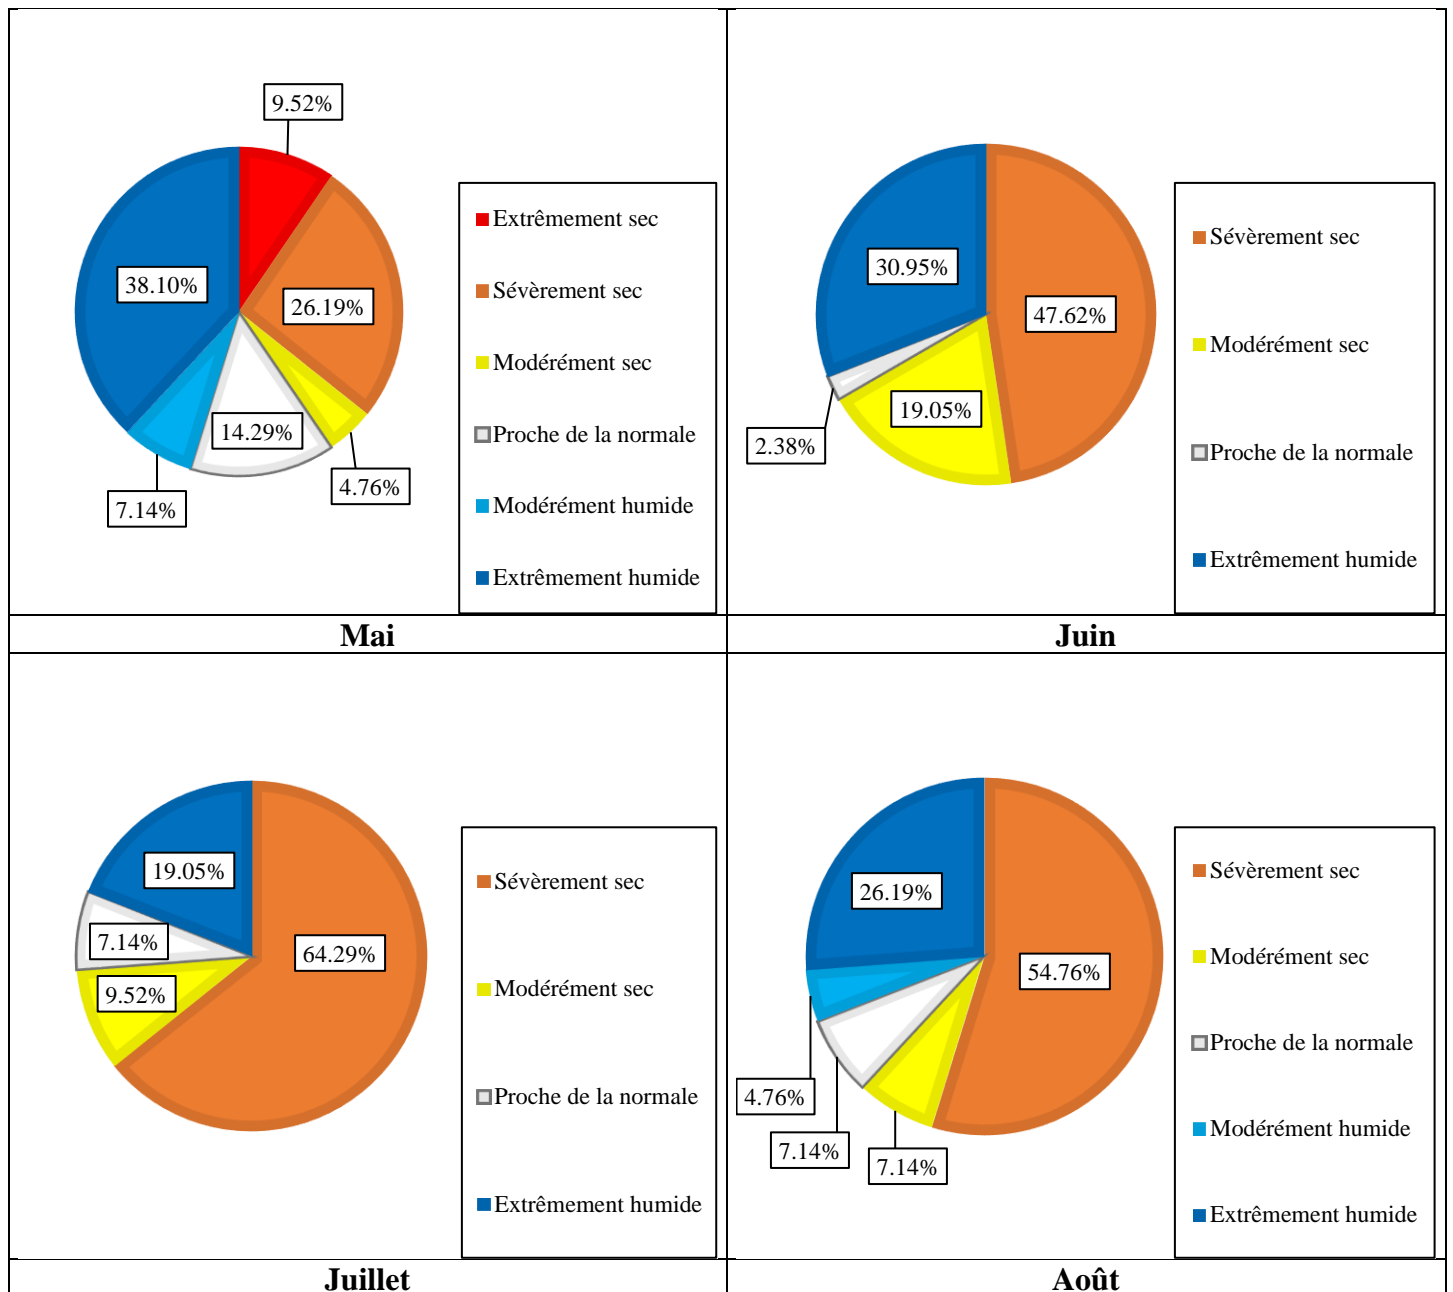 9.52%
38.10%
26.19%
14.29%
4.76%
7.14%
Extrêmement sec
Sévèrement sec
Modérément sec
Proche de la normale
Modérément humide
Extrêmement humide
Mai
30.95%
47.62%
19.05%
2.38%
Sévèrement sec
Modérément sec
Proche de la normale
Extrêmement humide
Juin
19.05%
7.14%
64.29%
9.52%
Sévèrement sec
Modérément sec
Proche de la normale
Extrêmement humide
Juillet
26.19%
54.76%
4.76%
7.14%
7.14%
Sévèrement sec
Modérément sec
Proche de la normale
Modérément humide
Extrêmement humide
Août